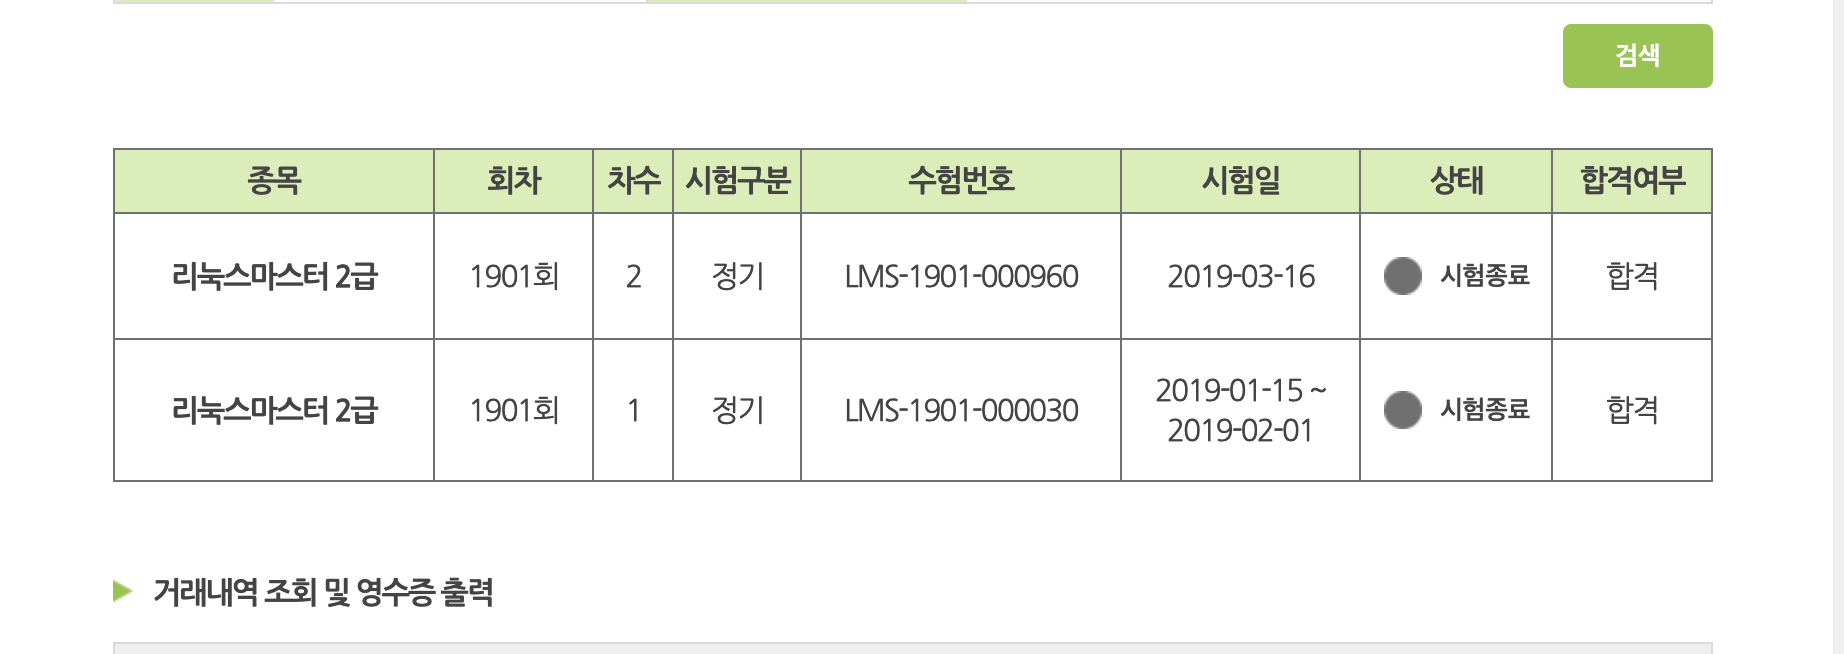 검색
종목 회차 차수 시험구분 수험번호 시험일 상태 합격여부
리눅스마스터 2급 1901회 2 정기 LMS-1901-000960 2019-03-16 시험종료 합격
리눅스마스터 2급 1901회 1 정기 LMS-1901-000030 2019-01-15 ~ 시험종료 합격
2019-02-01
거래내역 조회 및 영수증 출력